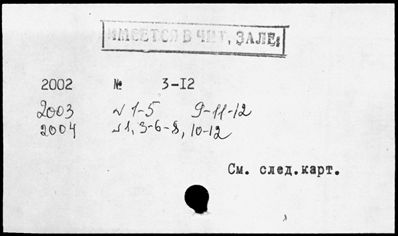 ИМЕЕТСЯ В ЧИТ, ЗАЛЕ
2002 № 3-12
2003 № 1-5 9-11-12
2004 № 1, 3-6-8, 10-12
См. след.карт.